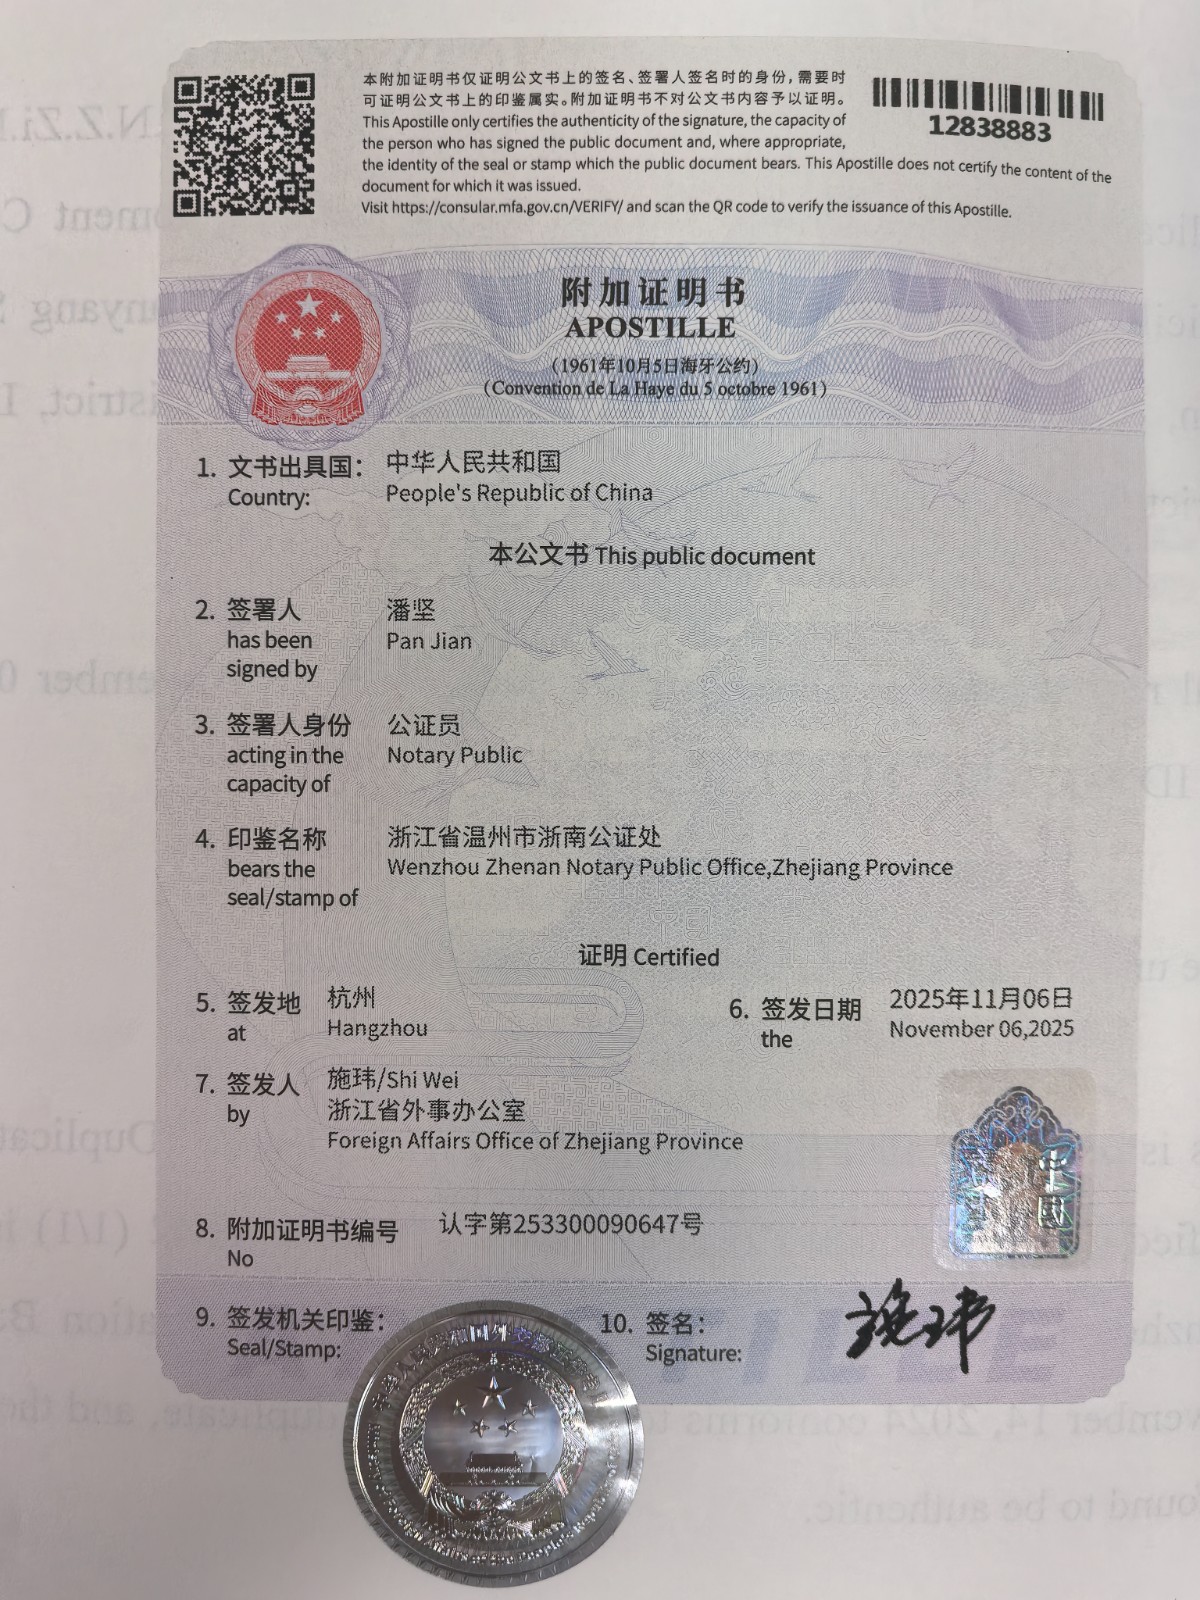 本附加证明书仅证明公文书上的签名、签署人签名时的身份，需要时
可证明公文书上的印鉴属实。附加证明书不对公文书内容予以证明。
This Apostille only certifies the authenticity of the signature, the capacity of
the person who has signed the public document and, where appropriate,
the identity of the seal or stamp which the public document bears. This Apostille does not certify the content of the
document for which it was issued.
Visit https://consular.mfa.gov.cn/VERIFY/ and scan the QR code to verify the issuance of this Apostille.
12838883
附加证明书
APOSTILLE
(1961年10月5日海牙公约)
(Convention de La Haye du 5 octobre 1961)
1. 文书出具国： 中华人民共和国
Country: People's Republic of China
本公文书 This public document
2. 签署人 潘坚
has been Pan Jian
signed by
3. 签署人身份 公证员
acting in the Notary Public
capacity of
4. 印鉴名称 浙江省温州市浙南公证处
bears the Wenzhou Zhenan Notary Public Office,Zhejiang Province
seal/stamp of
证明 Certified
5. 签发地 杭州 6. 签发日期 2025年11月06日
at Hangzhou the November 06,2025
7. 签发人 施玮/Shi Wei
by 浙江省外事办公室
Foreign Affairs Office of Zhejiang Province
中
國
8. 附加证明书编号 认字第253300090647号
No
9. 签发机关印鉴： 10. 签名： 施玮
Seal/Stamp: Signature: